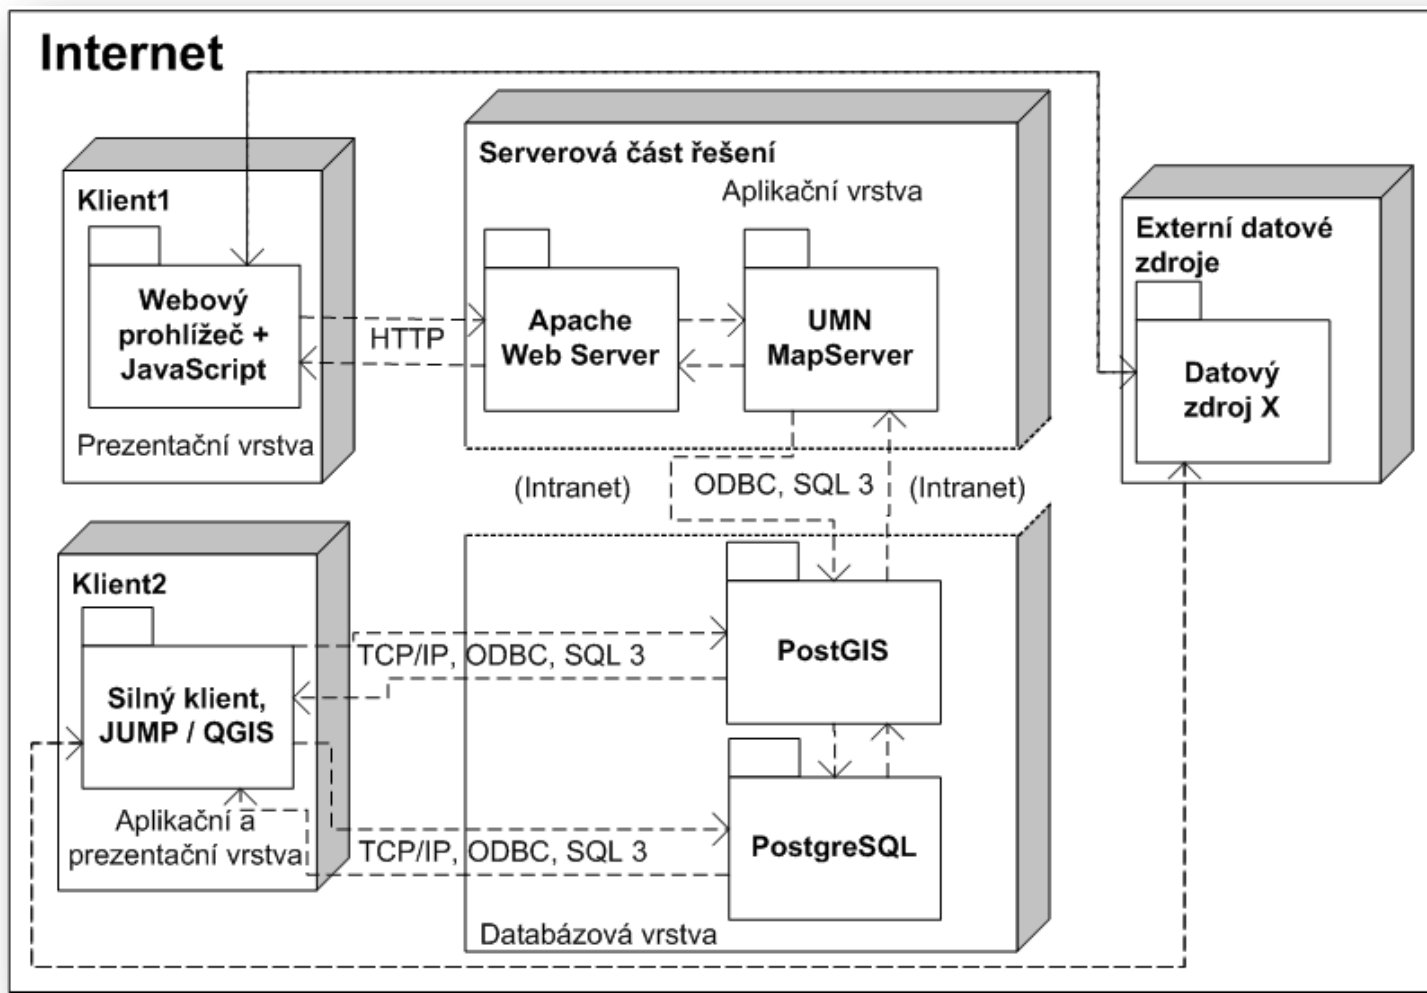 Internet
Klient1
Webový
prohlížeč +
JavaScript
Prezentační vrstva
HTTP
Serverová část řešení
Aplikační vrstva
Apache
Web Server
UMN
MapServer
Externí datové
zdroje
Datový
zdroj X
(Intranet)
ODBC, SQL 3
(Intranet)
Klient2
Silný klient,
JUMP / QGIS
Aplikační a
prezentační vrstva
TCP/IP, ODBC, SQL 3
TCP/IP, ODBC, SQL 3
PostGIS
PostgreSQL
Databázová vrstva